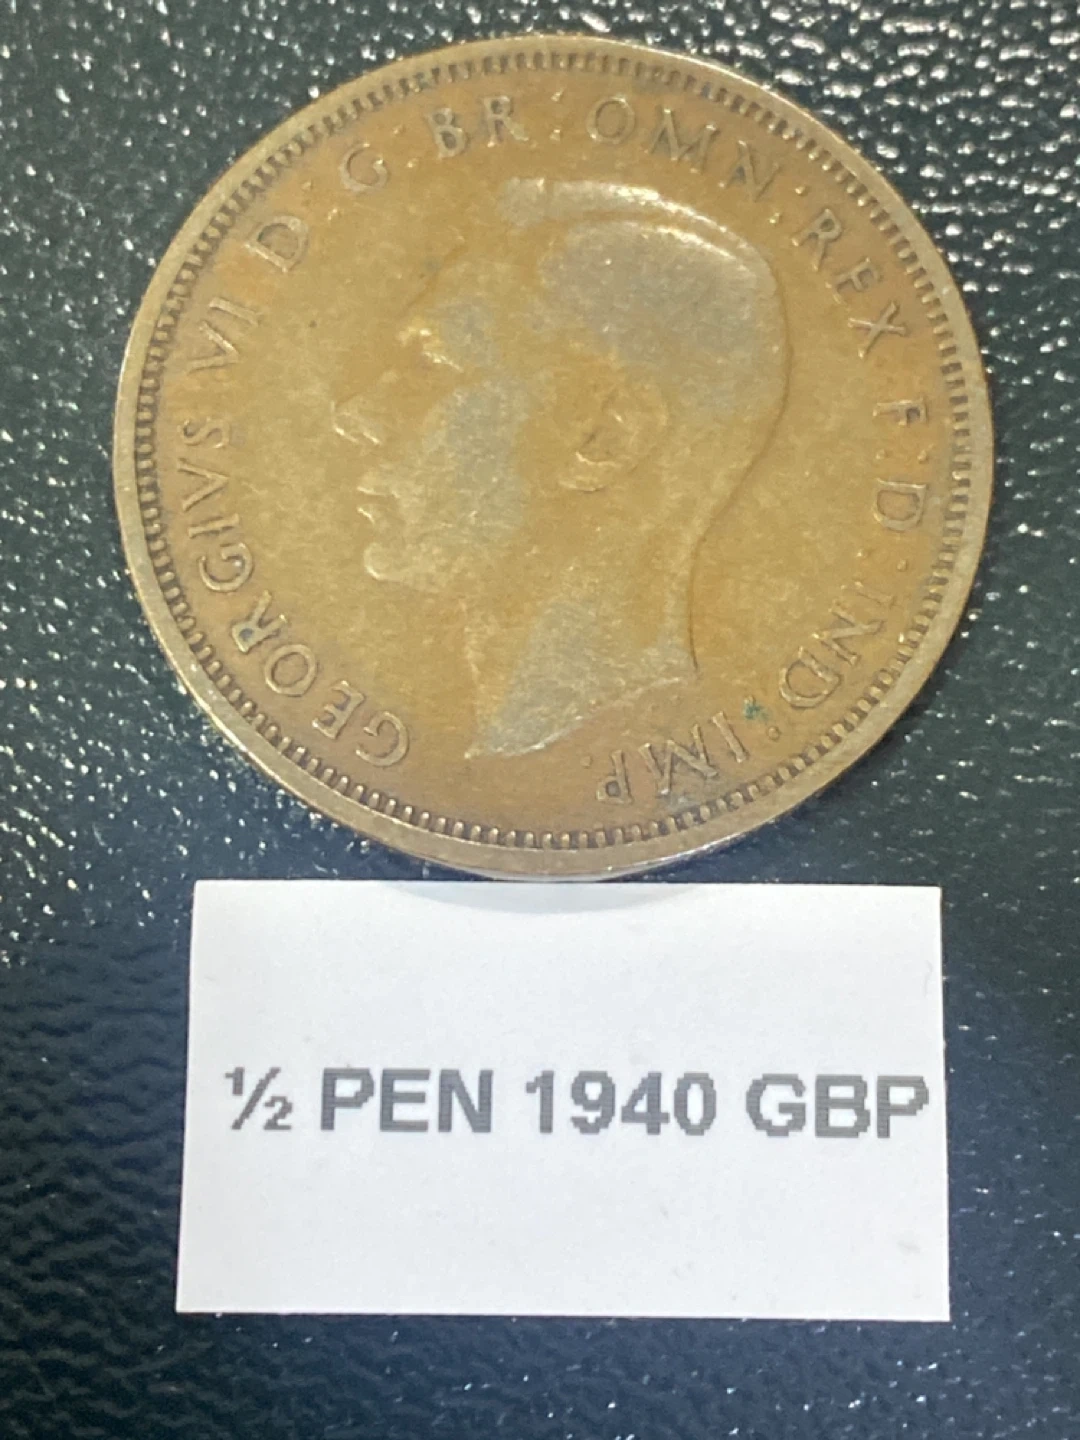 GEORGIVS VI D · G · BR : OMN · REX · F · D · IND : IMP.
½ PEN 1940 GBP